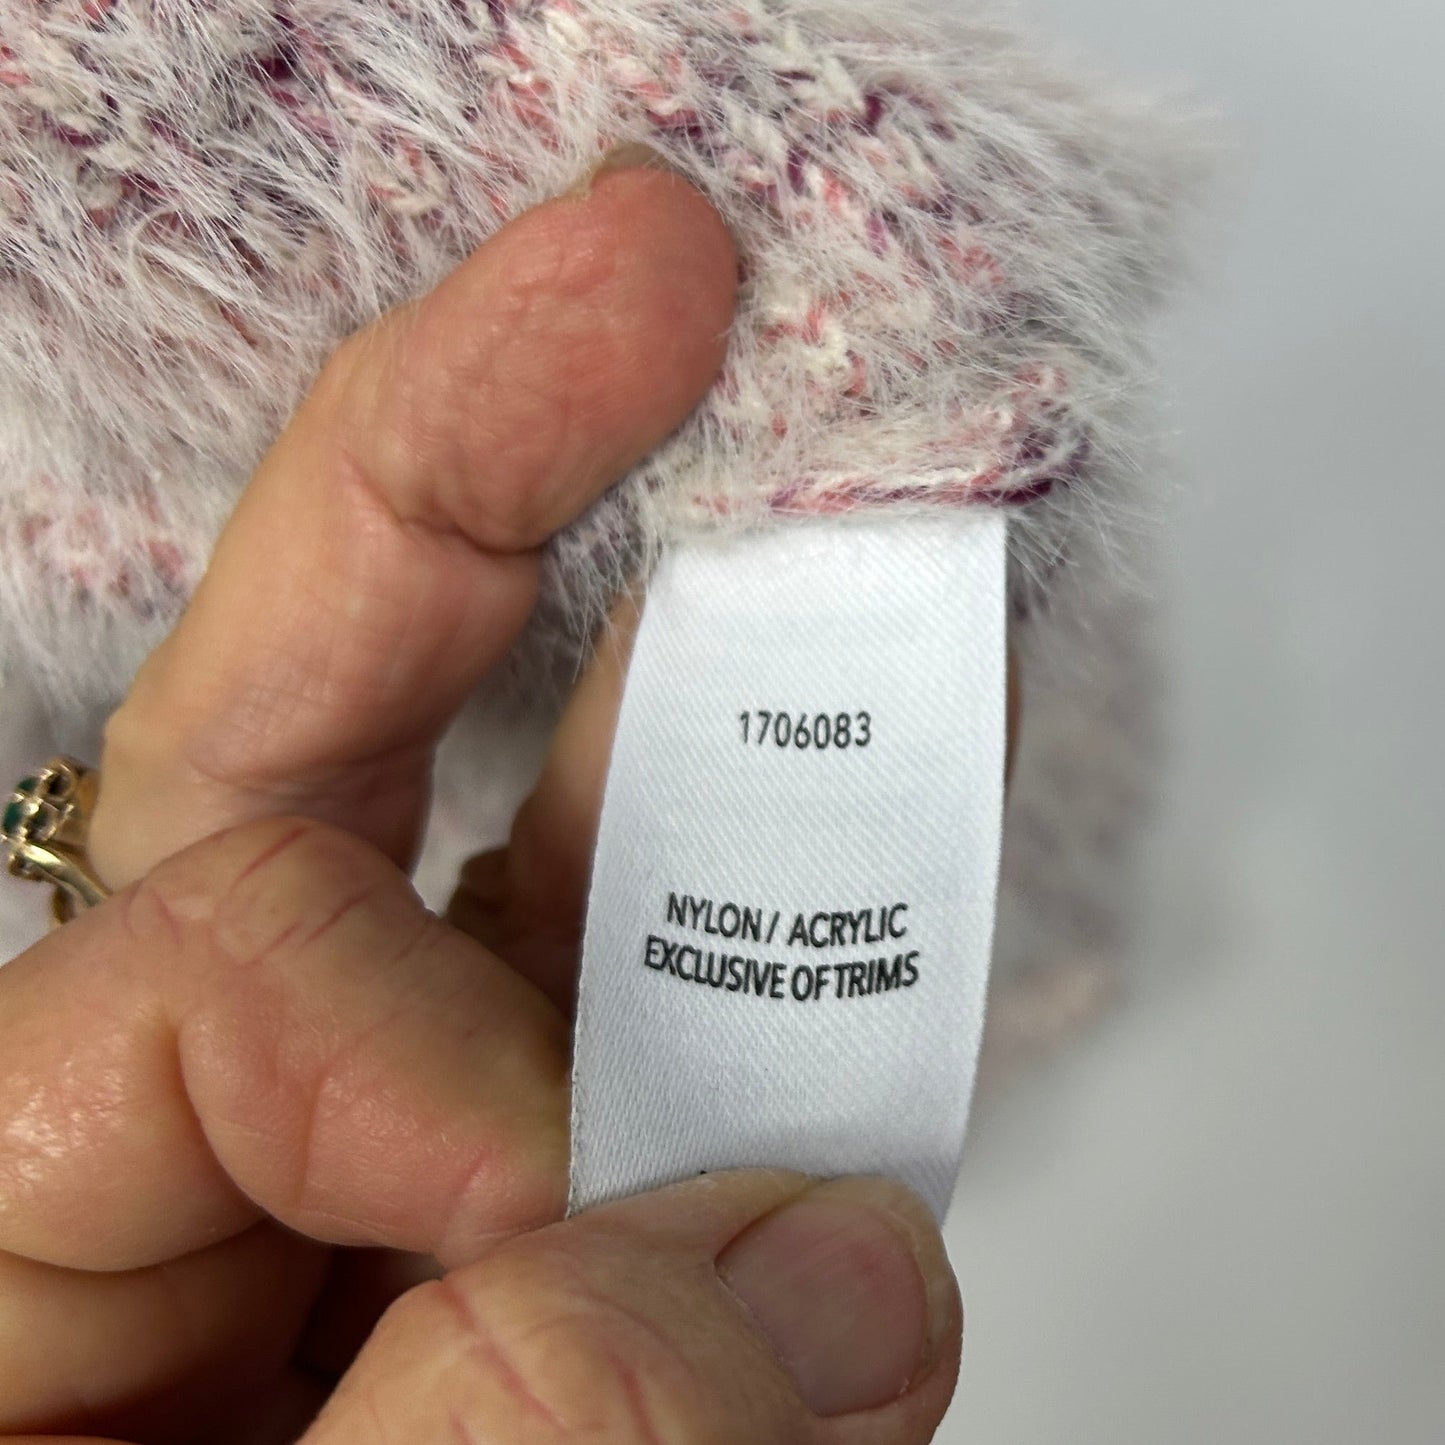 1706083
NYLON / ACRYLIC
EXCLUSIVE OF TRIMS